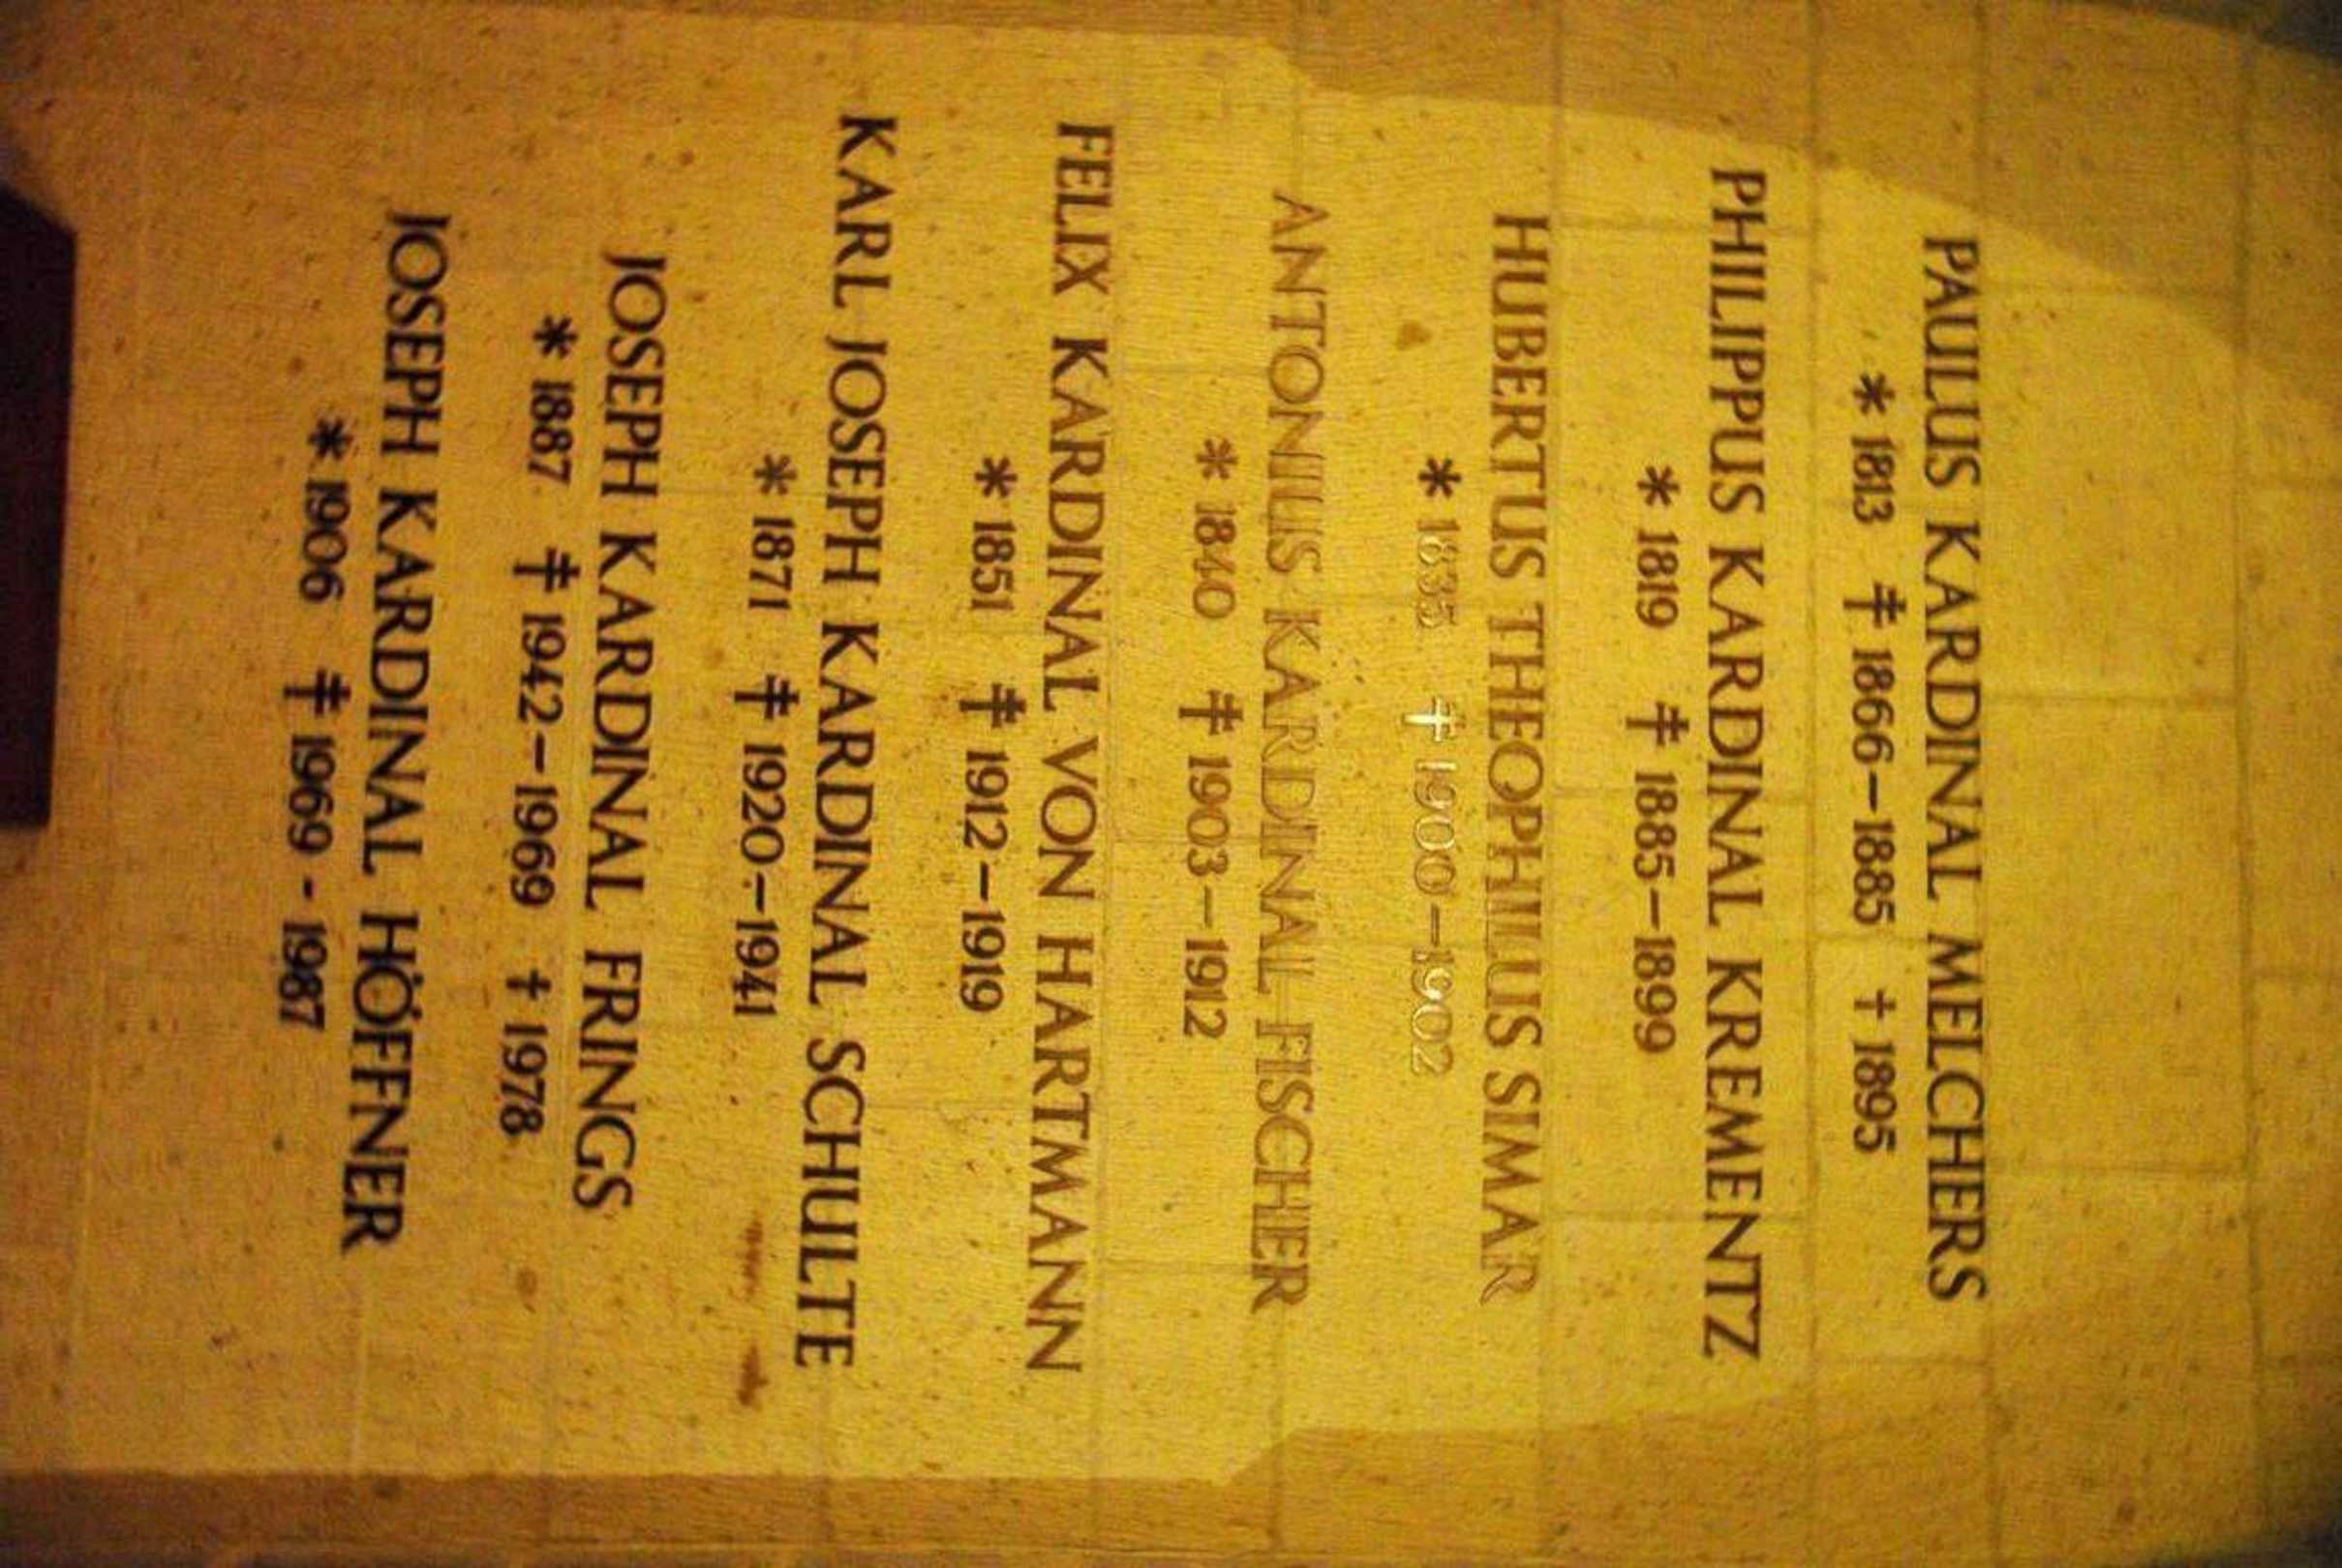 PAULUS KARDINAL MELCHERS
* 1813 ‡ 1866–1885 † 1895
PHILIPPUS KARDINAL KREMENTZ
* 1819 ‡ 1885–1899
HUBERTUS THEOPHILUS SIMAR
* 1835 † 1900–1902
ANTONIUS KARDINAL FISCHER
* 1840 ‡ 1903–1912
FELIX KARDINAL VON HARTMANN
* 1851 ‡ 1912–1919
KARL JOSEPH KARDINAL SCHULTE
* 1871 ‡ 1920–1941
JOSEPH KARDINAL FRINGS
* 1887 ‡ 1942–1969 † 1978
JOSEPH KARDINAL HÖFFNER
* 1906 ‡ 1969 - 1987